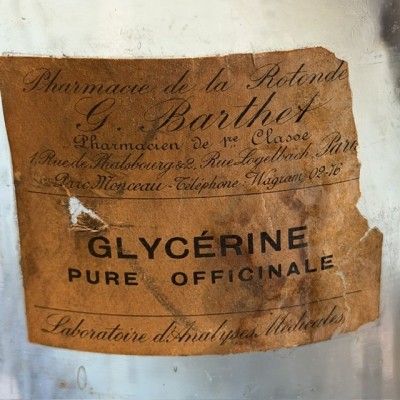 Pharmacie de la Rotonde
G. Barthet
Pharmacien de 1re Classe
1, Rue de Phalsbourg & 2, Rue Logelbach, Paris
Parc Monceau - Téléphone: Wagram 02-76
GLYCÉRINE
PURE OFFICINALE
Laboratoire d'Analyses Médicales